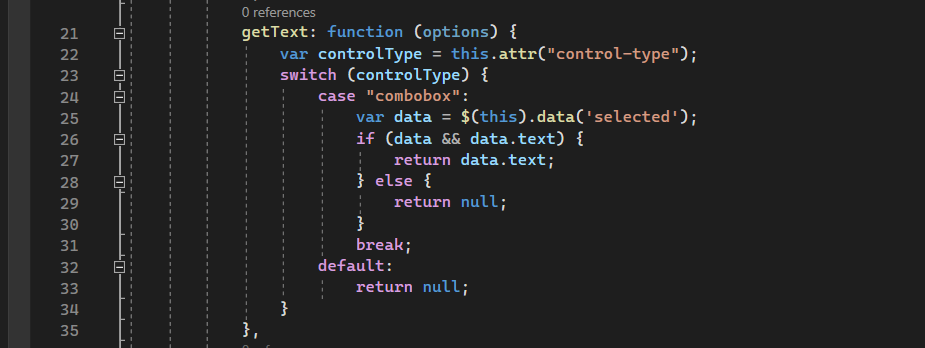 0 references
21 getText: function (options) {
22 var controlType = this.attr("control-type");
23 switch (controlType) {
24 case "combobox":
25 var data = $(this).data('selected');
26 if (data && data.text) {
27 return data.text;
28 } else {
29 return null;
30 }
31 break;
32 default:
33 return null;
34 }
35 },